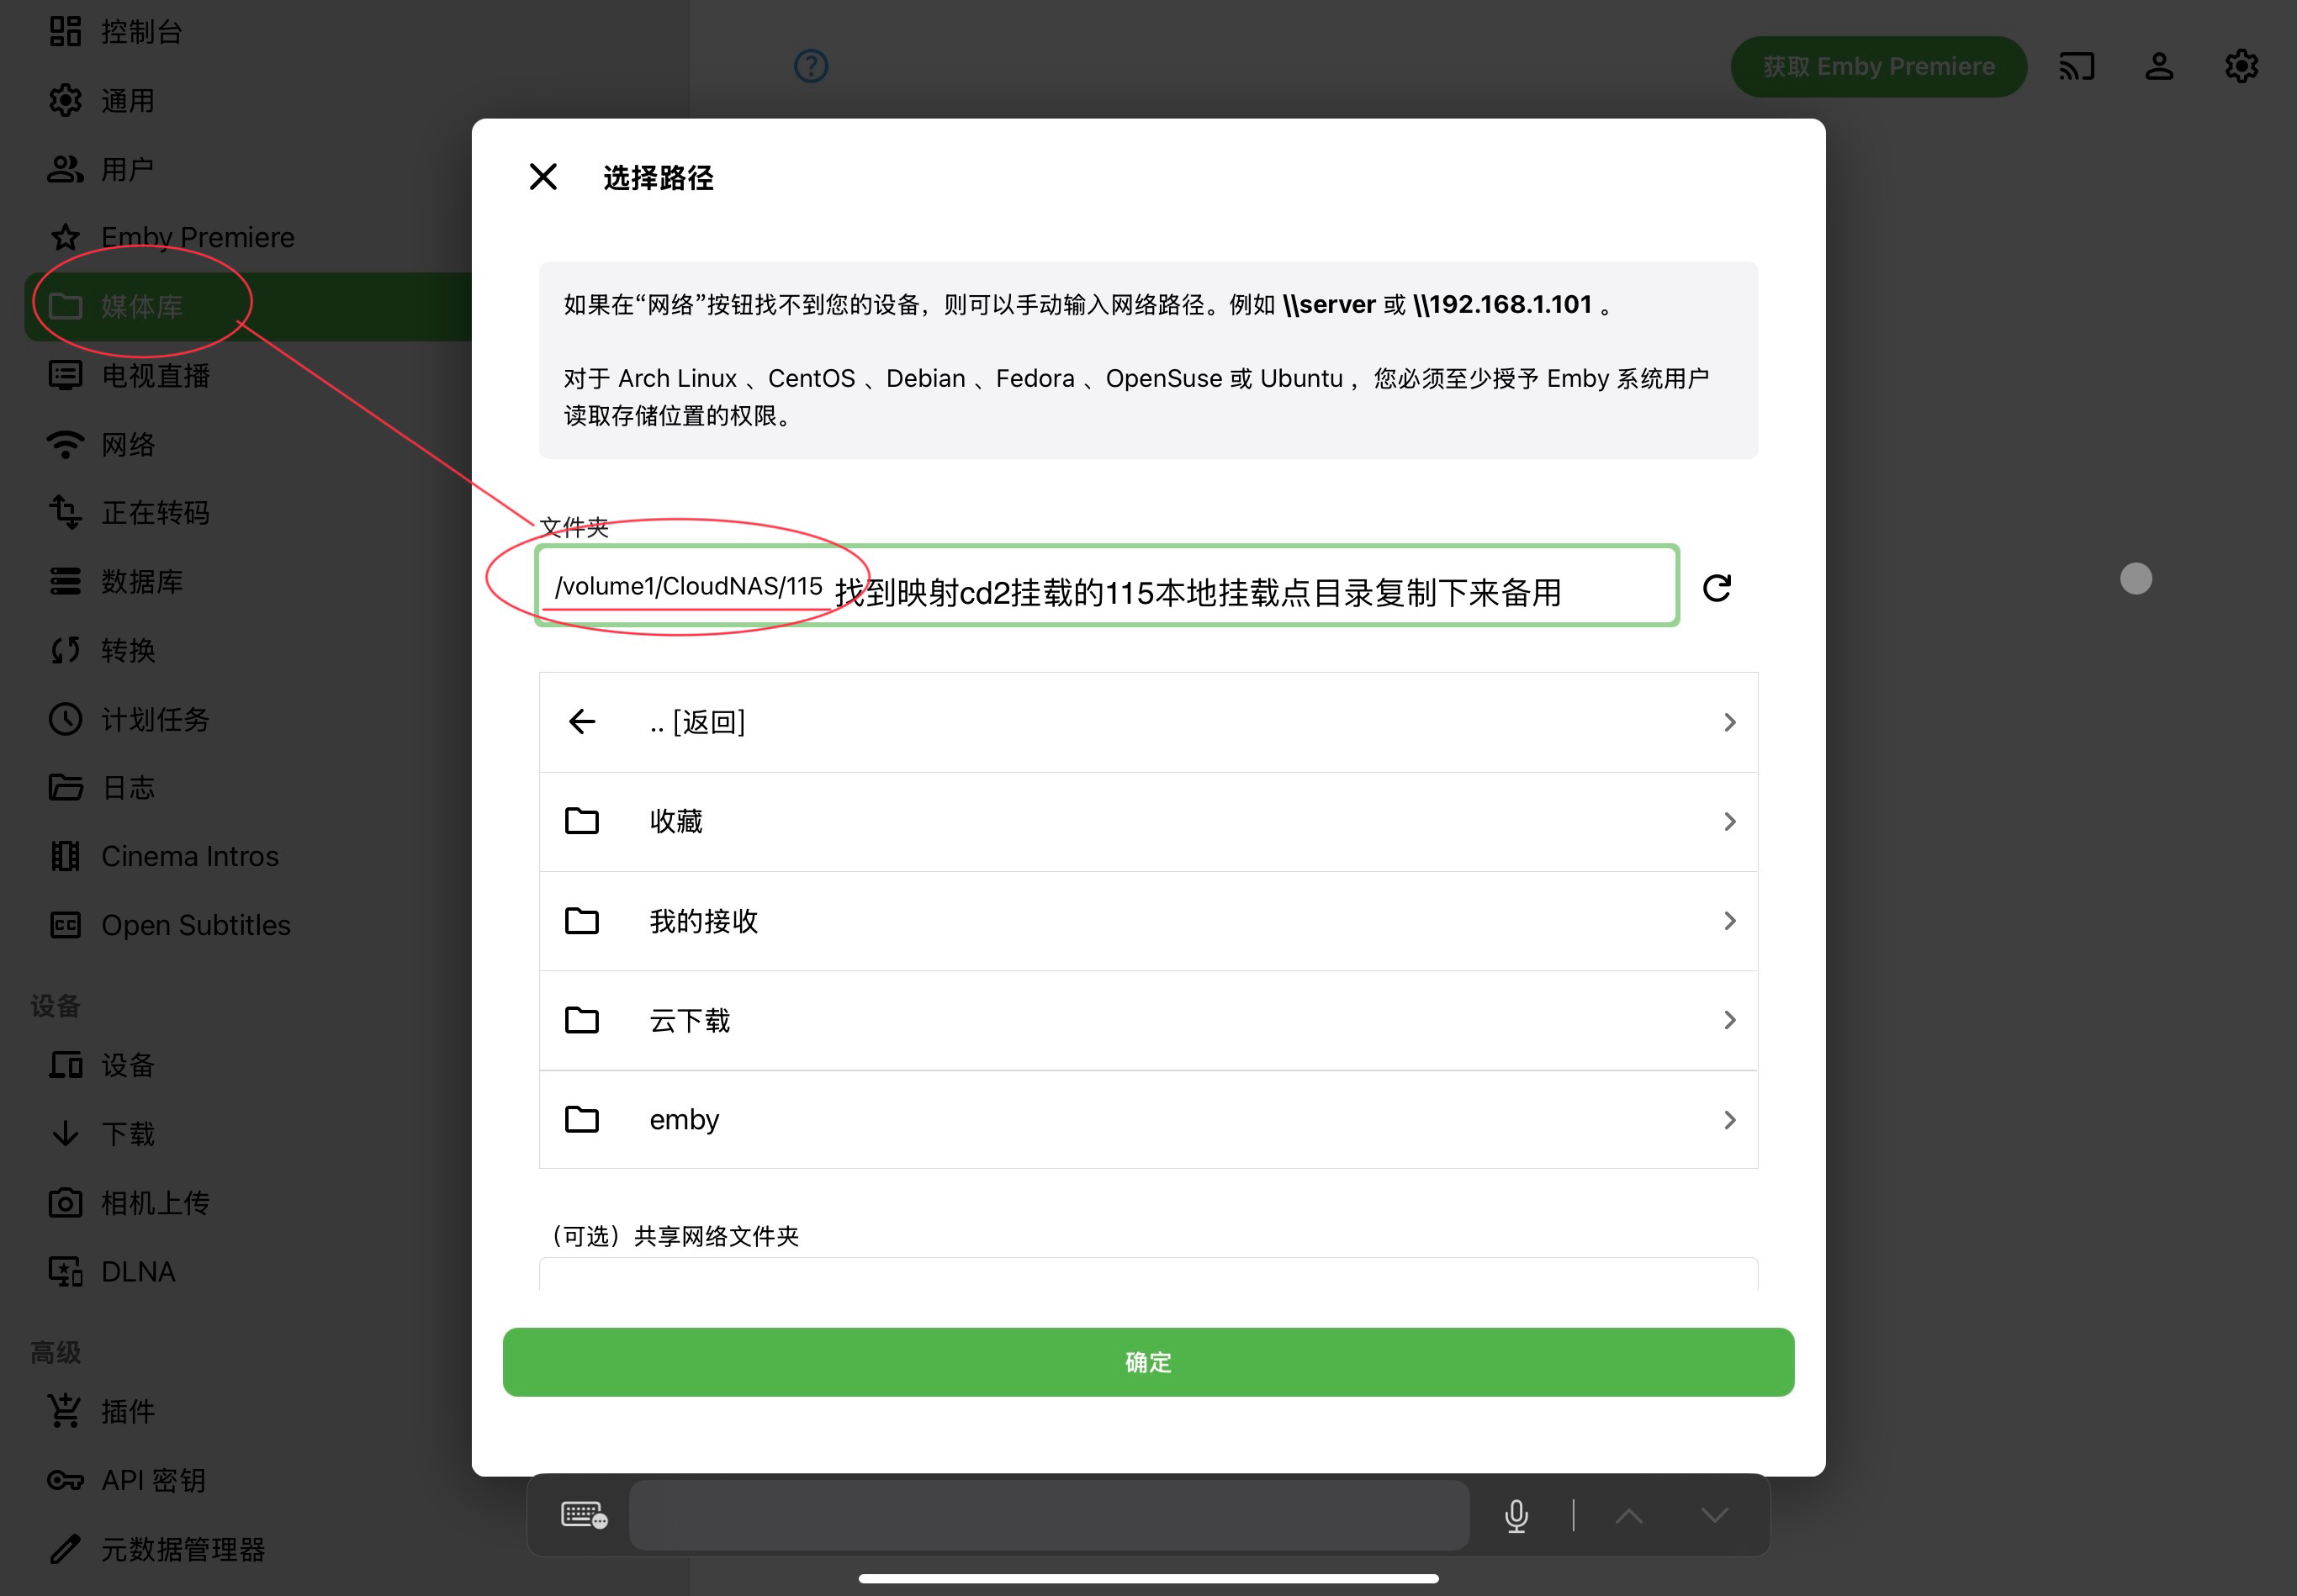 控制台
通用
用户
Emby Premiere
媒体库
电视直播
网络
正在转码
数据库
转换
计划任务
日志
Cinema Intros
Open Subtitles
设备
设备
下载
相机上传
DLNA
高级
插件
API 密钥
元数据管理器
?
获取 Emby Premiere
选择路径
如果在“网络”按钮找不到您的设备，则可以手动输入网络路径。例如 \\server 或 \\192.168.1.101 。
对于 Arch Linux 、CentOS 、Debian 、Fedora 、OpenSuse 或 Ubuntu ，您必须至少授予 Emby 系统用户
读取存储位置的权限。
文件夹
/volume1/CloudNAS/115 找到映射cd2挂载的115本地挂载点目录复制下来备用
.. [返回]
收藏
我的接收
云下载
emby
（可选）共享网络文件夹
确定